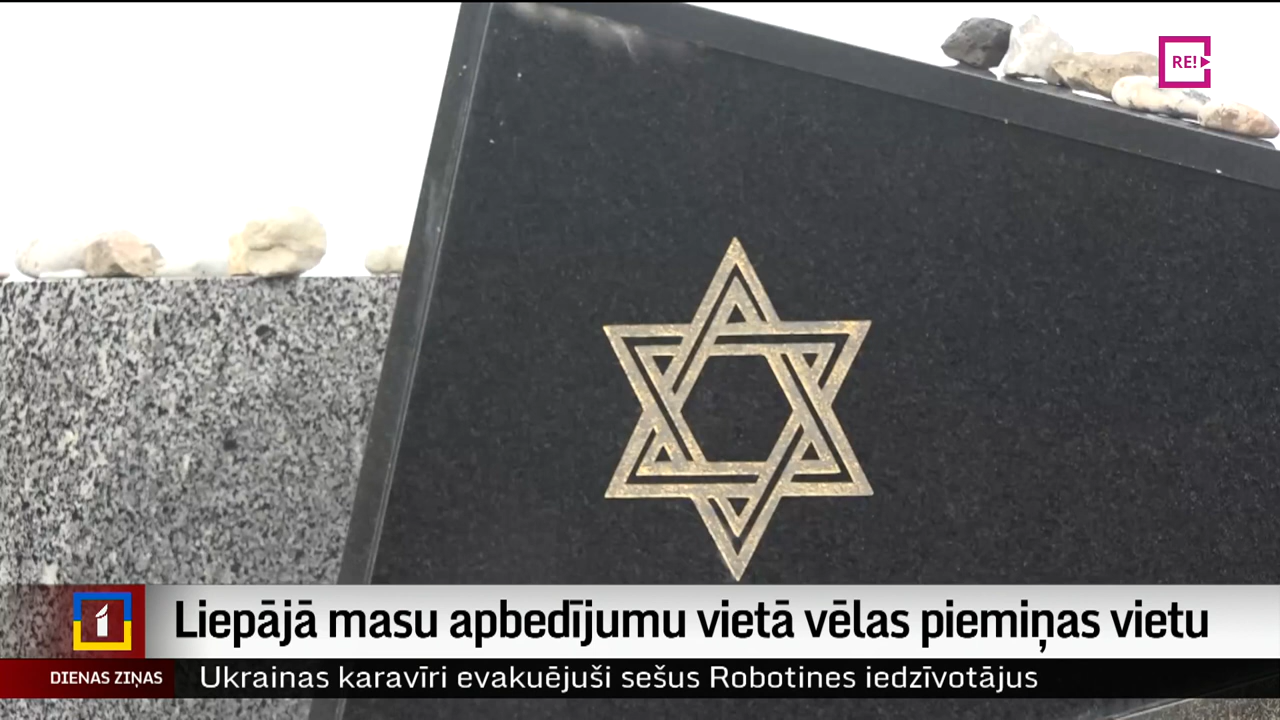 RE!
Liepājā masu apbedījumu vietā vēlas piemiņas vietu
1
DIENAS ZIŅAS
Ukrainas karavīri evakuējuši sešus Robotines iedzīvotājus